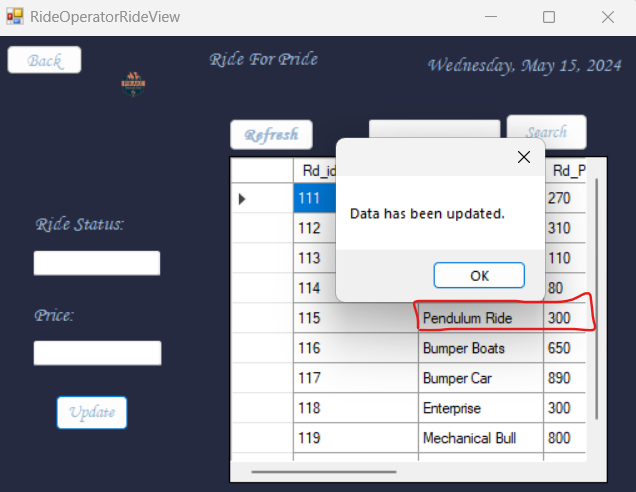 RideOperatorRideView
Back
Ride For Pride
Wednesday, May 15, 2024
Refresh
Search
Rd_id
Rd_P
111
270
112
310
Data has been updated.
113
110
114
80
OK
115 Pendulum Ride 300
116 Bumper Boats 650
117 Bumper Car 890
118 Enterprise 300
119 Mechanical Bull 800
Ride Status:
Price:
Update